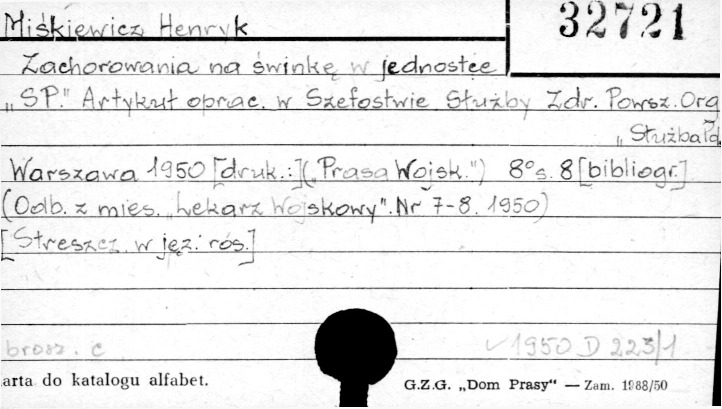 Miśkiewicz Henryk
32721
Zachorowania na świnkę w jednostce
„SP." Artykuł oprac. w Szefostwie Służby Zdr. Powsz. Org
„Służba
Warszawa 1950 [druk.:] („Prasa Wojsk.") 8° s. 8 [bibliogr.]
(Odb. z mies. „Lekarz Wojskowy". Nr 7-8. 1950)
[Streszcz. w jęz. ros.]
brosz. c
1950 D 223/1
arta do katalogu alfabet.
G.Z.G. „Dom Prasy" — Zam. 1988/50